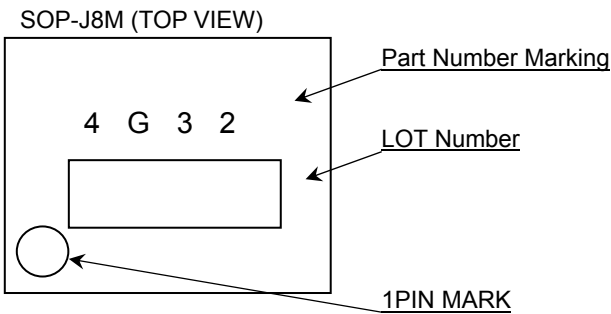 SOP-J8M (TOP VIEW)
Part Number Marking
4 G 3 2
LOT Number
1PIN MARK